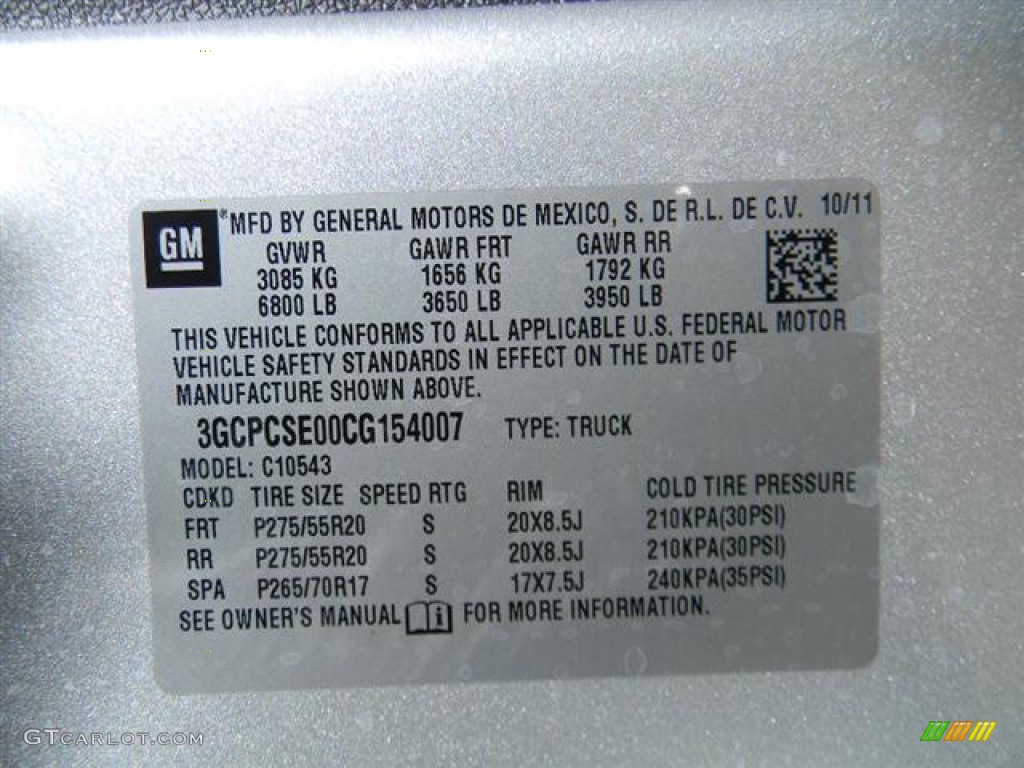 GM *MFD BY GENERAL MOTORS DE MEXICO, S. DE R.L. DE C.V. 10/11
GVWR GAWR FRT GAWR RR
3085 KG 1656 KG 1792 KG
6800 LB 3650 LB 3950 LB
THIS VEHICLE CONFORMS TO ALL APPLICABLE U.S. FEDERAL MOTOR
VEHICLE SAFETY STANDARDS IN EFFECT ON THE DATE OF
MANUFACTURE SHOWN ABOVE.
3GCPCSE00CG154007 TYPE: TRUCK
MODEL: C10543
CDKD TIRE SIZE SPEED RTG RIM COLD TIRE PRESSURE
FRT P275/55R20 S 20X8.5J 210KPA(30PSI)
RR P275/55R20 S 20X8.5J 210KPA(30PSI)
SPA P265/70R17 S 17X7.5J 240KPA(35PSI)
SEE OWNER'S MANUAL FOR MORE INFORMATION.
GTCARLOT.COM